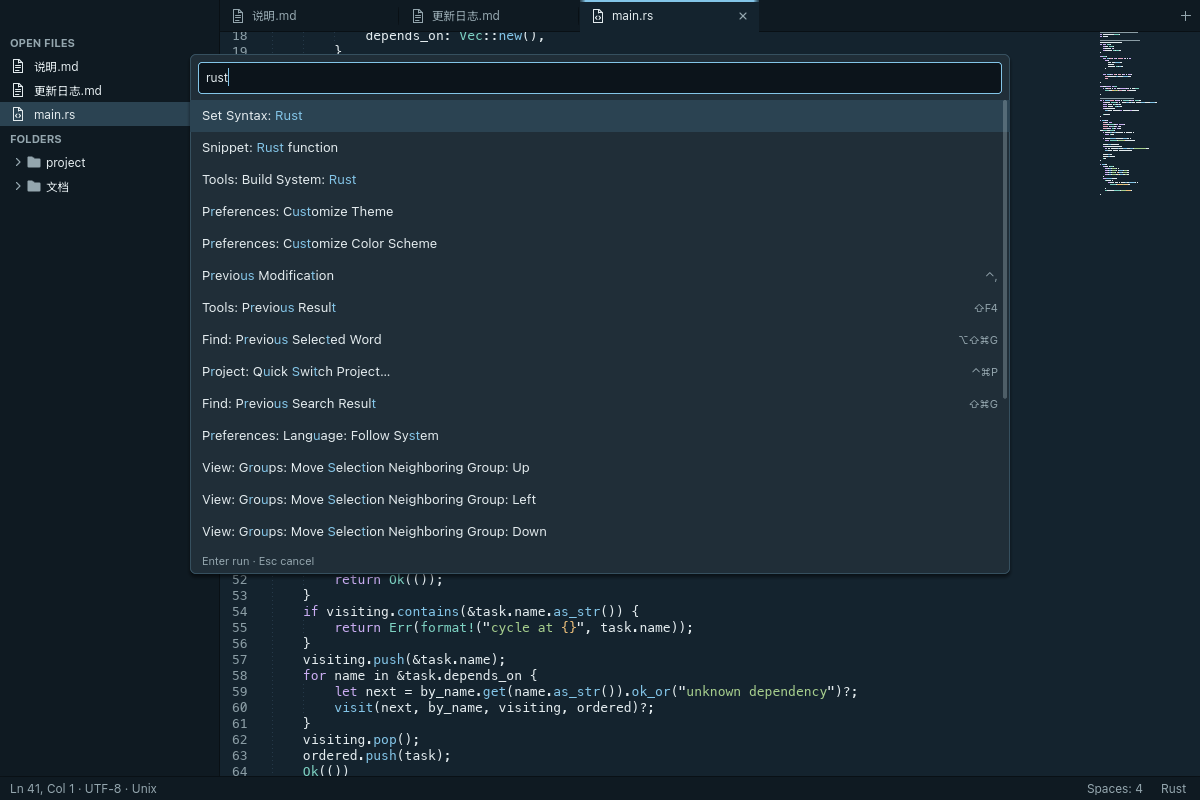 说明.md
更新日志.md
main.rs
OPEN FILES
说明.md
更新日志.md
main.rs
FOLDERS
project
文档
18 depends_on: Vec::new(),
19 }
rust
Set Syntax: Rust
Snippet: Rust function
Tools: Build System: Rust
Preferences: Customize Theme
Preferences: Customize Color Scheme
Previous Modification ^,
Tools: Previous Result ⇧F4
Find: Previous Selected Word ⌥⇧⌘G
Project: Quick Switch Project... ^⌘P
Find: Previous Search Result ⇧⌘G
Preferences: Language: Follow System
View: Groups: Move Selection Neighboring Group: Up
View: Groups: Move Selection Neighboring Group: Left
View: Groups: Move Selection Neighboring Group: Down
Enter run · Esc cancel
52 return Ok(());
53 }
54 if visiting.contains(&task.name.as_str()) {
55 return Err(format!("cycle at {}", task.name));
56 }
57 visiting.push(&task.name);
58 for name in &task.depends_on {
59 let next = by_name.get(name.as_str()).ok_or("unknown dependency")?;
60 visit(next, by_name, visiting, ordered)?;
61 }
62 visiting.pop();
63 ordered.push(task);
64 Ok(())
Ln 41, Col 1 · UTF-8 · Unix
Spaces: 4 Rust